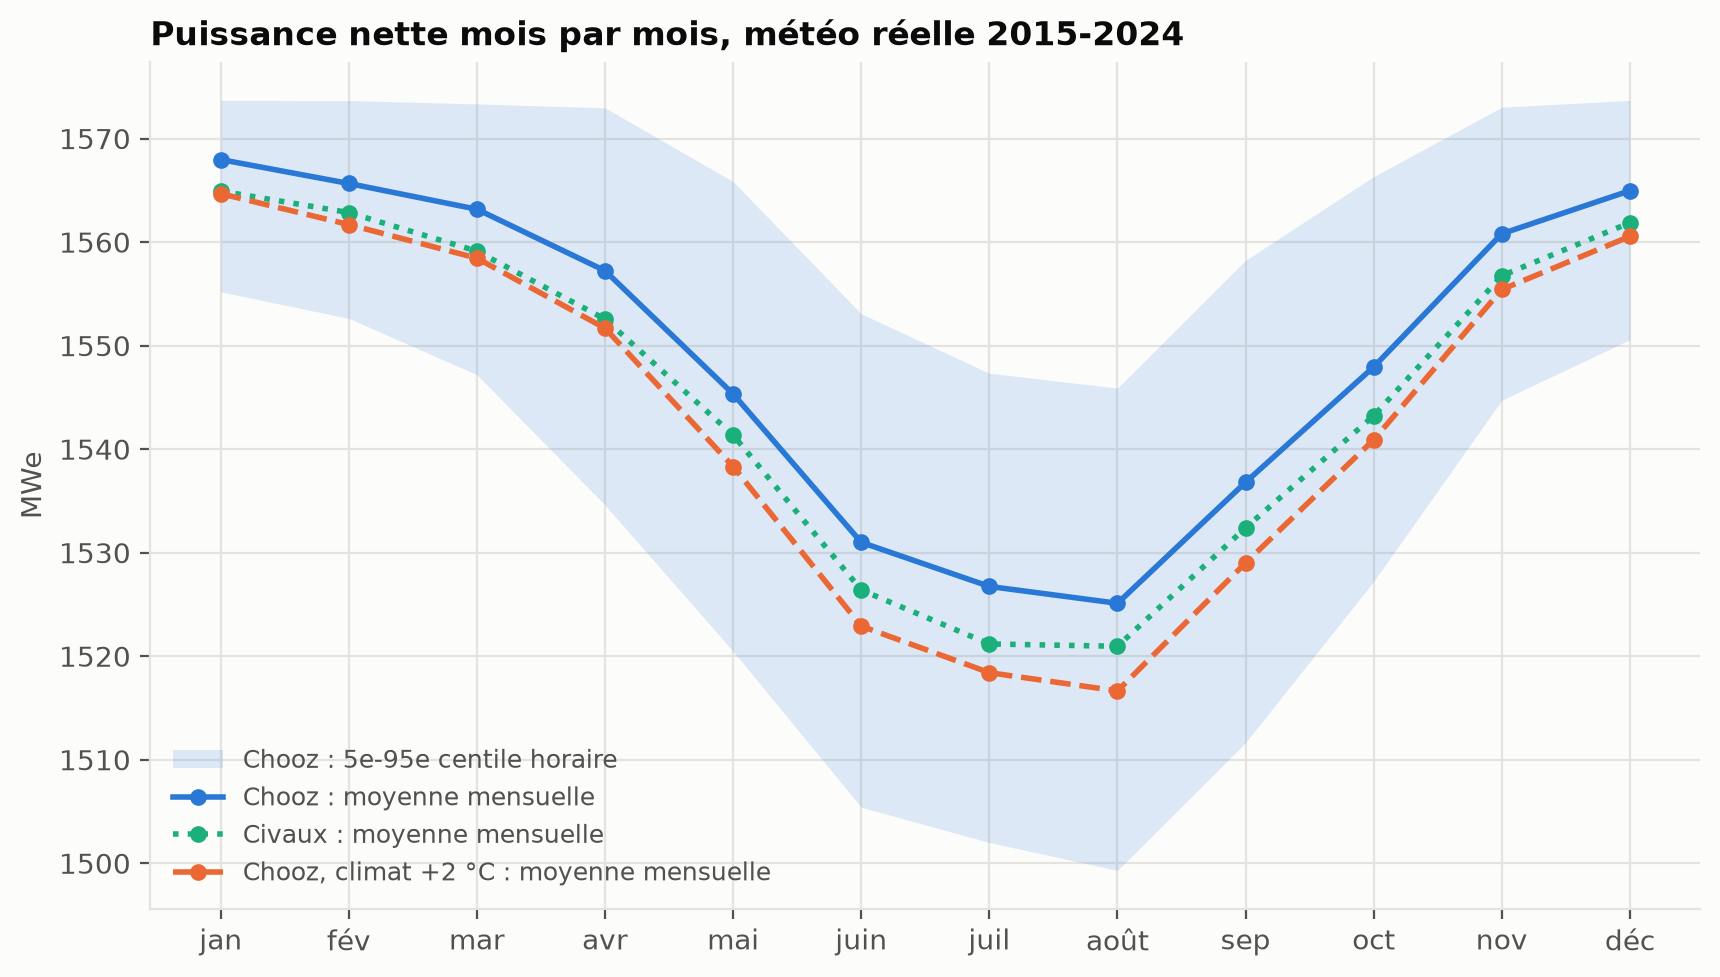 Puissance nette mois par mois, météo réelle 2015-2024
MWe
1570
1560
1550
1540
1530
1520
1510
1500
Chooz : 5e-95e centile horaire
Chooz : moyenne mensuelle
Civaux : moyenne mensuelle
Chooz, climat +2 °C : moyenne mensuelle
jan fév mar avr mai juin juil août sep oct nov déc